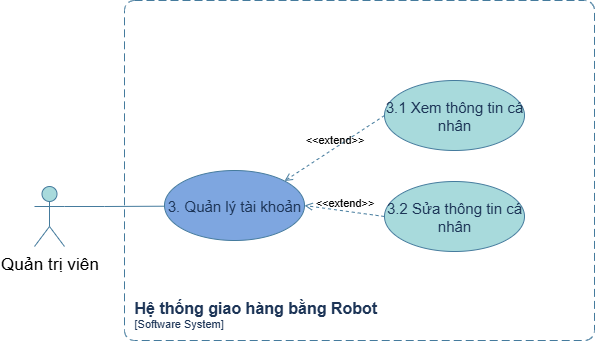 3.1 Xem thông tin cá
nhân
<<extend>>
3. Quản lý tài khoản
<<extend>>
3.2 Sửa thông tin cá
nhân
Quản trị viên
Hệ thống giao hàng bằng Robot
[Software System]